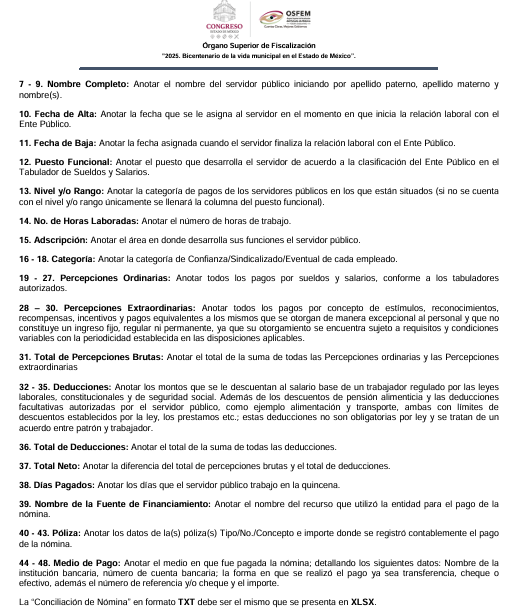 CONGRESO
ESTADO DE MÉXICO
OSFEM
Órgano Superior de Fiscalización
"2025. Bicentenario de la vida municipal en el Estado de México".
7 - 9. Nombre Completo: Anotar el nombre del servidor público iniciando por apellido paterno, apellido materno y
nombre(s).
10. Fecha de Alta: Anotar la fecha que se le asigna al servidor en el momento en que inicia la relación laboral con el
Ente Público.
11. Fecha de Baja: Anotar la fecha asignada cuando el servidor finaliza la relación laboral con el Ente Público.
12. Puesto Funcional: Anotar el puesto que desarrolla el servidor de acuerdo a la clasificación del Ente Público en el
Tabulador de Sueldos y Salarios.
13. Nivel y/o Rango: Anotar la categoría de pagos de los servidores públicos en los que están situados (si no se cuenta
con el nivel y/o rango únicamente se llenará la columna del puesto funcional).
14. No. de Horas Laboradas: Anotar el número de horas de trabajo.
15. Adscripción: Anotar el área en donde desarrolla sus funciones el servidor público.
16 - 18. Categoría: Anotar la categoría de Confianza/Sindicalizado/Eventual de cada empleado.
19 - 27. Percepciones Ordinarias: Anotar todos los pagos por sueldos y salarios, conforme a los tabuladores
autorizados.
28 – 30. Percepciones Extraordinarias: Anotar todos los pagos por concepto de estímulos, reconocimientos,
recompensas, incentivos y pagos equivalentes a los mismos que se otorgan de manera excepcional al personal y que no
constituye un ingreso fijo, regular ni permanente, ya que su otorgamiento se encuentra sujeto a requisitos y condiciones
variables con la periodicidad establecida en las disposiciones aplicables.
31. Total de Percepciones Brutas: Anotar el total de la suma de todas las Percepciones ordinarias y las Percepciones
extraordinarias
32 - 35. Deducciones: Anotar los montos que se le descuentan al salario base de un trabajador regulado por las leyes
laborales, constitucionales y de seguridad social. Además de los descuentos de pensión alimenticia y las deducciones
facultativas autorizadas por el servidor público, como ejemplo alimentación y transporte, ambas con límites de
descuentos establecidos por la ley, los prestamos etc.; estas deducciones no son obligatorias por ley y se tratan de un
acuerdo entre patrón y trabajador.
36. Total de Deducciones: Anotar el total de la suma de todas las deducciones.
37. Total Neto: Anotar la diferencia del total de percepciones brutas y el total de deducciones.
38. Días Pagados: Anotar los días que el servidor público trabajo en la quincena.
39. Nombre de la Fuente de Financiamiento: Anotar el nombre del recurso que utilizó la entidad para el pago de la
nómina.
40 - 43. Póliza: Anotar los datos de la(s) póliza(s) Tipo/No./Concepto e importe donde se registró contablemente el pago
de la nómina.
44 - 48. Medio de Pago: Anotar el medio en que fue pagada la nómina; detallando los siguientes datos: Nombre de la
institución bancaria, número de cuenta bancaria; la forma en que se realizó el pago ya sea transferencia, cheque o
efectivo, además el número de referencia y/o cheque y el importe.
La "Conciliación de Nómina" en formato TXT debe ser el mismo que se presenta en XLSX.